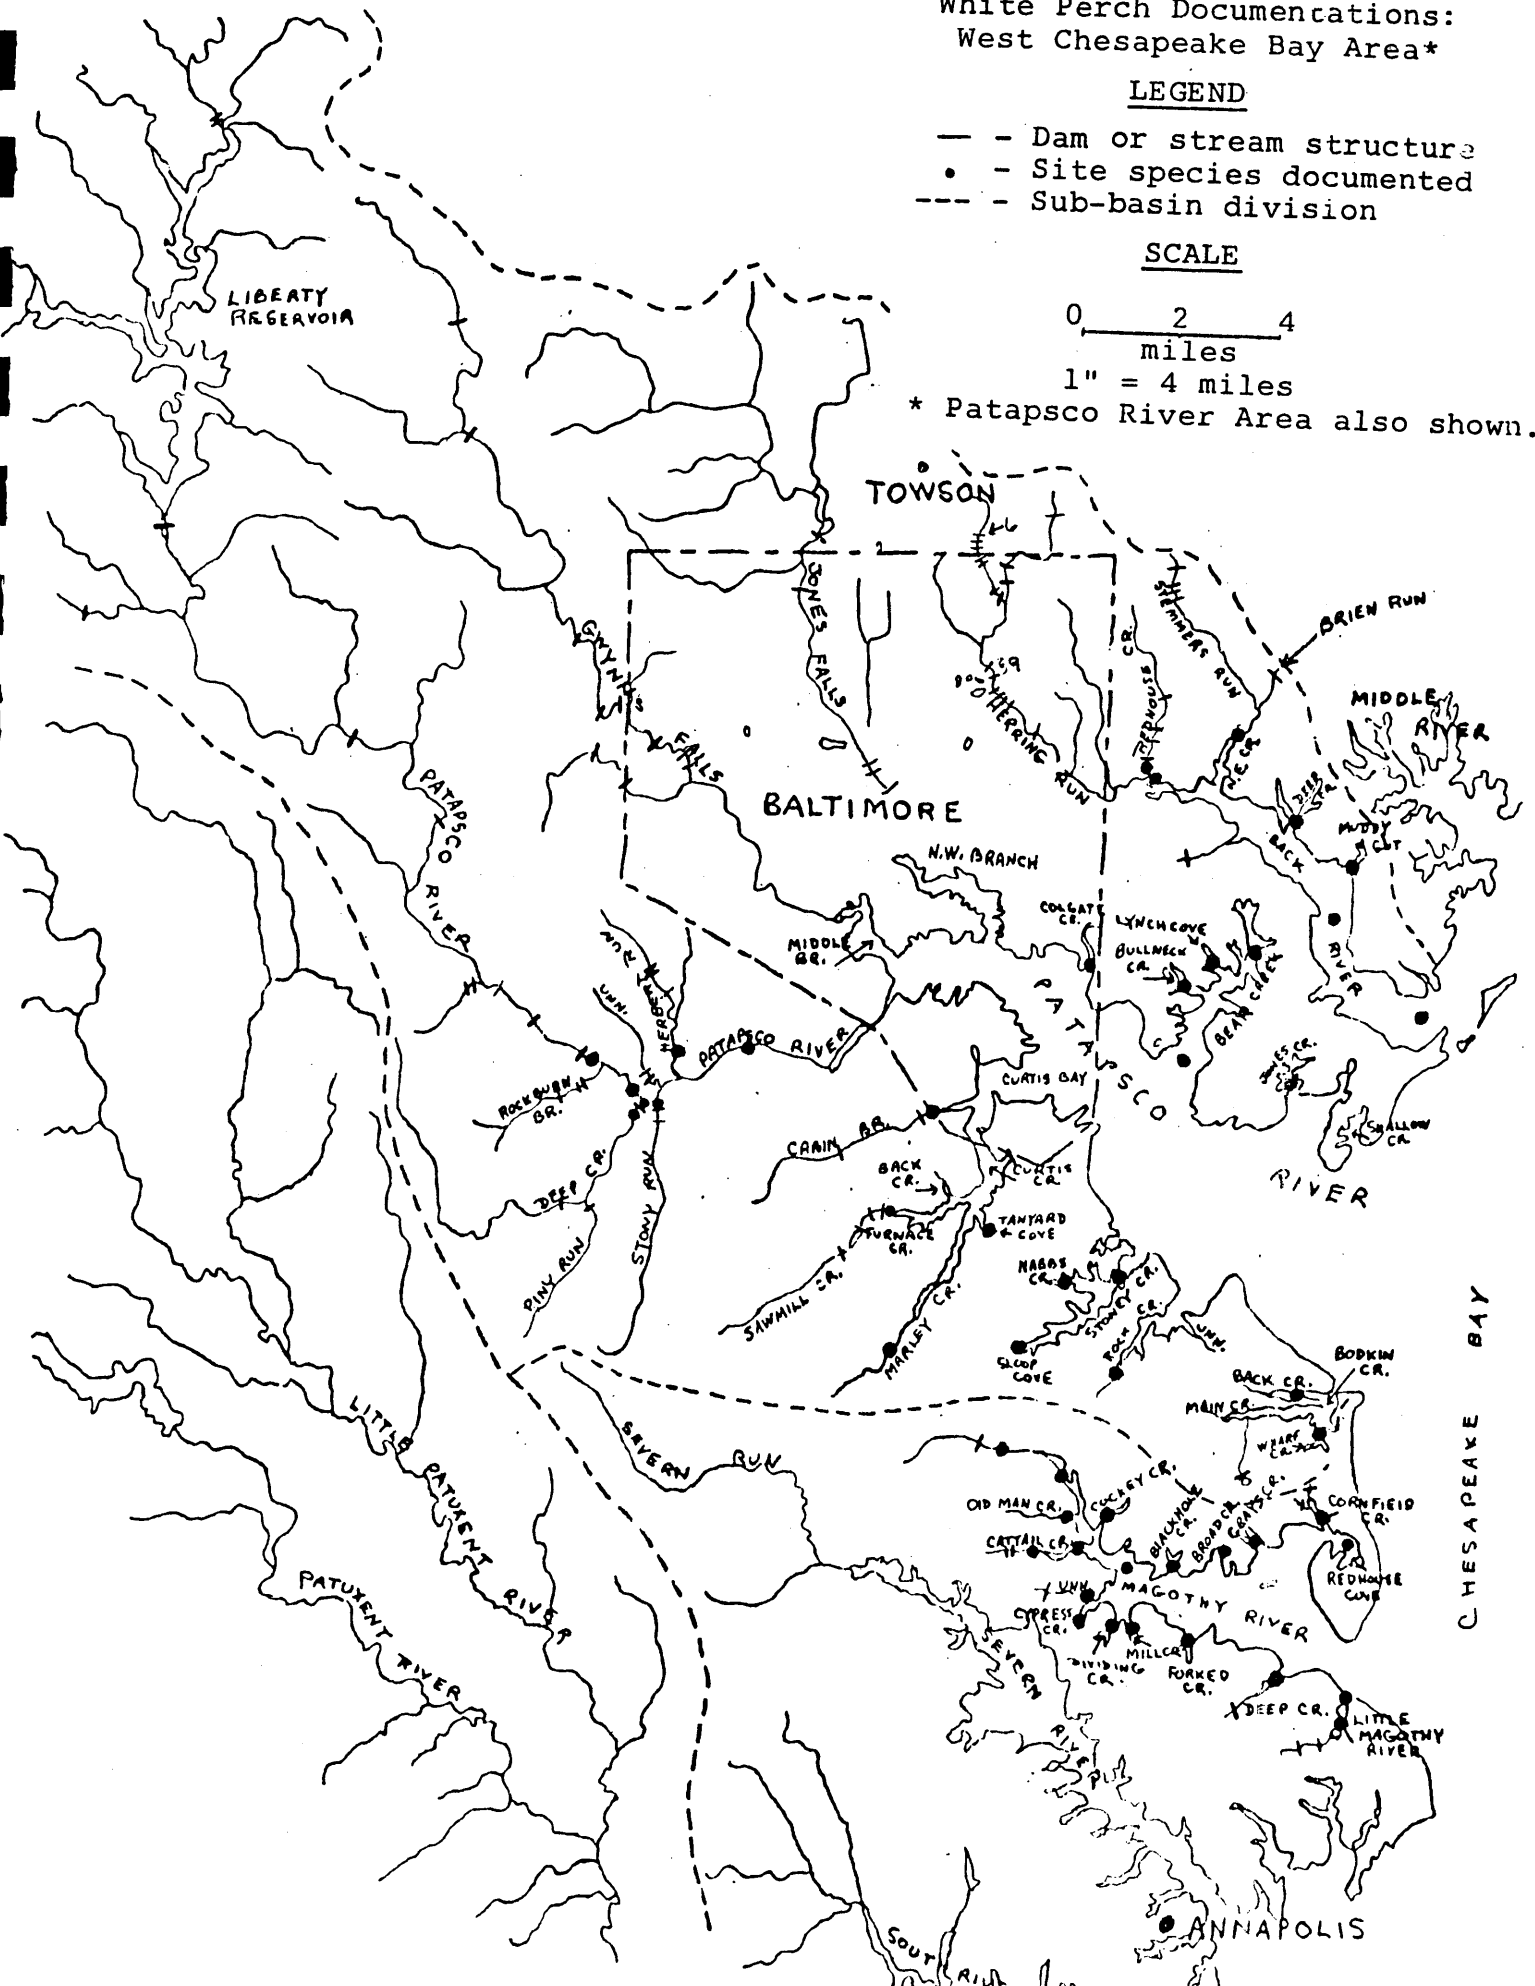 White Perch Documentations:
West Chesapeake Bay Area*
LEGEND
— - Dam or stream structure
• - Site species documented
--- - Sub-basin division
SCALE
0 2 4
miles
1" = 4 miles
* Patapsco River Area also shown.
LIBERTY
RESERVOIR
TOWSON
6
JONES FALLS
GWYNNS
FALLS
HERRING RUN
REDHOUSE CR.
STEMMERS RUN
BRIEN RUN
MIDDLE
RIVER
N.E. CR.
DEEP
MUDDY
GUT
BACK
RIVER
BALTIMORE
PATAPSCO
RIVER
N.W. BRANCH
COLGATE
CR.
LYNCH COVE
BULLNECK
CR.
BEAR CREEK
MIDDLE
BR.
HERBERT RUN
UNN.
PATAPSCO RIVER
PATAPSCO
RIVER
JONES CR.
SHALLOW
CR.
CURTIS BAY
ROCKBURN
BR.
CABIN BR.
BACK
CR.
CURTIS
CR.
DEEP CR.
STONY RUN
PINY RUN
FURNACE
CR.
TANYARD
COVE
SAWMILL CR.
MARLEY CR.
NABBS
CR.
STONEY CR.
ROCK CR.
UNN.
SLOOP
COVE
BODKIN
CR.
BACK CR.
MAIN CR.
WHARF
CR.
CHESAPEAKE BAY
LITTLE
PATUXENT
RIVER
SEVERN RUN
OLD MAN CR.
COCKEY CR.
CATTAIL CR.
BLACKHOLE
CR.
BROAD CR.
GRAYS CR.
CORNFIELD
CR.
REDHOUSE
COVE
UNN.
MAGOTHY RIVER
CYPRESS
CR.
DIVIDING
CR.
MILL CR.
FORKED
CR.
DEEP CR.
LITTLE
MAGOTHY
RIVER
PATUXENT
RIVER
SEVERN
RIVER
ANNAPOLIS
SOUT